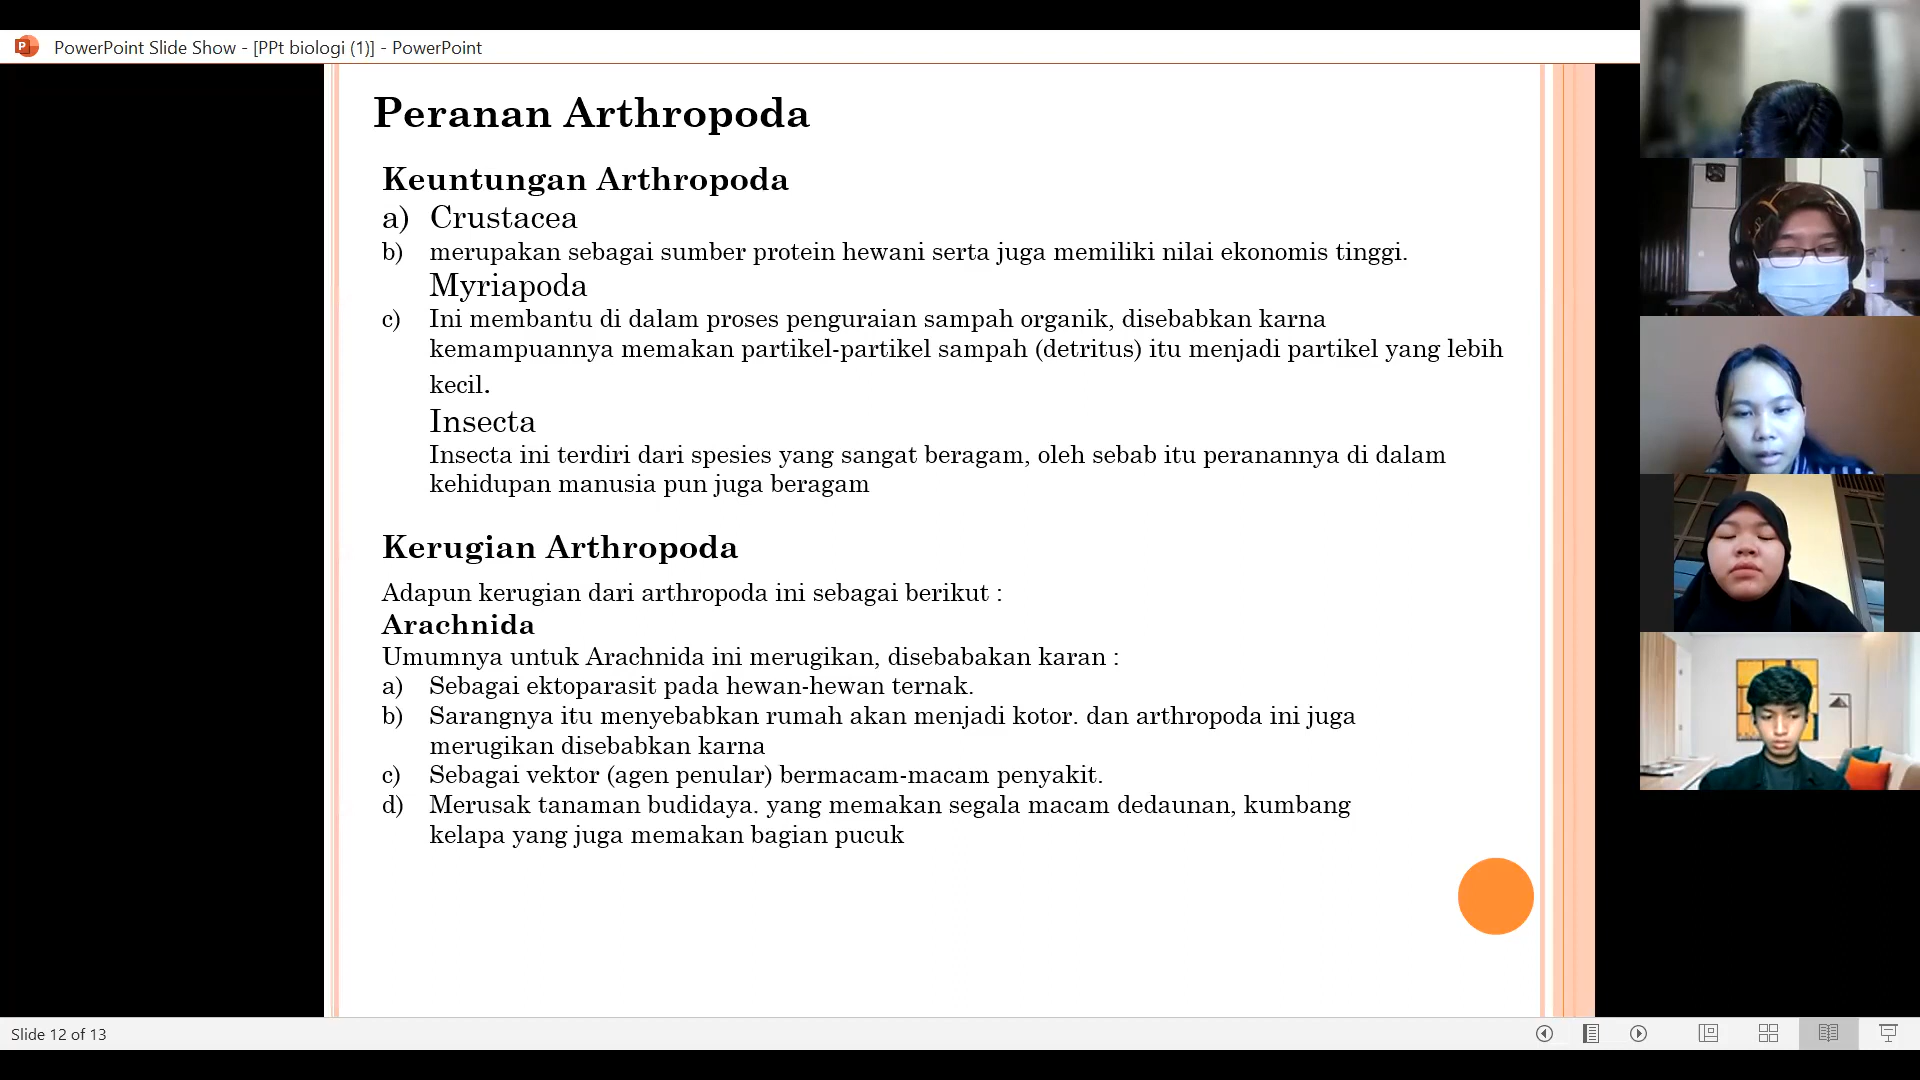 PowerPoint Slide Show - [PPt biologi (1)] - PowerPoint
Peranan Arthropoda
Keuntungan Arthropoda
a) Crustacea
b) merupakan sebagai sumber protein hewani serta juga memiliki nilai ekonomis tinggi.
Myriapoda
c) Ini membantu di dalam proses penguraian sampah organik, disebabkan karna
kemampuannya memakan partikel-partikel sampah (detritus) itu menjadi partikel yang lebih
kecil.
Insecta
Insecta ini terdiri dari spesies yang sangat beragam, oleh sebab itu peranannya di dalam
kehidupan manusia pun juga beragam
Kerugian Arthropoda
Adapun kerugian dari arthropoda ini sebagai berikut :
Arachnida
Umumnya untuk Arachnida ini merugikan, disebabakan karan :
a) Sebagai ektoparasit pada hewan-hewan ternak.
b) Sarangnya itu menyebabkan rumah akan menjadi kotor. dan arthropoda ini juga
merugikan disebabkan karna
c) Sebagai vektor (agen penular) bermacam-macam penyakit.
d) Merusak tanaman budidaya. yang memakan segala macam dedaunan, kumbang
kelapa yang juga memakan bagian pucuk
Slide 12 of 13